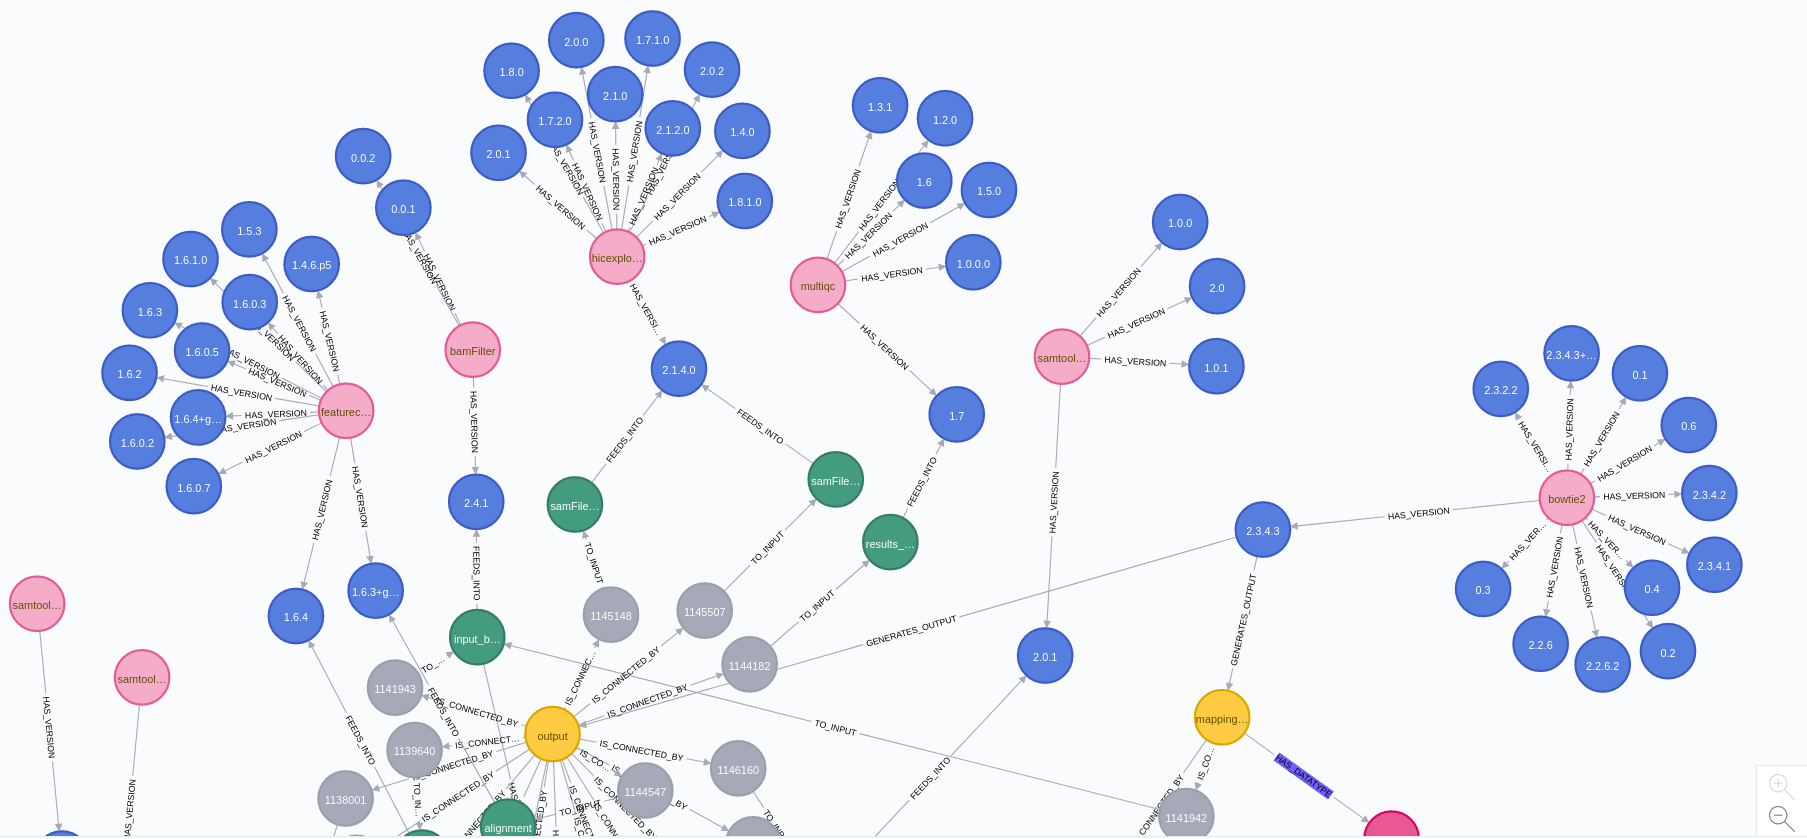 2.0.0
1.7.1.0
1.8.0
2.0.2
2.1.0
1.7.2.0
2.1.2.0
1.4.0
2.0.1
1.8.1.0
HAS_VERSION
HAS_VERSION
HAS_VERSION
HAS_VERSION
HAS_VERSION
HAS_VERSION
hicexplo…
HAS_VERSI…
1.3.1
1.2.0
1.6
1.5.0
1.0.0.0
HAS_VERSION
HAS_VERSION
HAS_VERSION
HAS_VERSION
HAS_VERSION
multiqc
HAS_VERSION
0.0.2
0.0.1
HAS_VERSION
bamFilter
HAS_VERSION
1.5.3
1.6.1.0
1.4.6.p5
1.6.0.3
1.6.3
1.6.0.5
1.6.2
1.6.4+g…
1.6.0.2
1.6.0.7
HAS_VERSION
HAS_VERSION
HAS_VERSION
HAS_VERSION
HAS_VERSION
HAS_VERSION
HAS_VERSION
featurec…
HAS_VERSION
HAS_VERSION
1.0.0
2.0
1.0.1
HAS_VERSION
HAS_VERSION
HAS_VERSION
samtool…
HAS_VERSION
2.3.4.3+…
0.1
2.3.2.2
0.6
2.3.4.2
2.3.4.1
0.4
0.2
2.2.6.2
2.2.6
0.3
HAS_VERSI…
HAS_VERSION
HAS_VERSION
HAS_VERSION
HAS_VERSION
HAS_VERSION
HAS_VER…
HAS_VER…
HAS_VERSION
HAS_VERSION
bowtie2
HAS_VERSION
2.3.4.3
2.1.4.0
1.7
FEEDS_INTO
FEEDS_INTO
FEEDS_INTO
2.4.1
samFile…
samFile…
results_…
FEEDS_INTO
TO_INPUT
TO_INPUT
TO_INPUT
1.6.4
1.6.3+g…
input_b…
1145148
1145507
1144182
GENERATES_OUTPUT
GENERATES_OUTPUT
2.0.1
samtool…
samtool…
HAS_VERSION
FEEDS_INTO
FEEDS_INTO
TO_…
1141943
IS_CONNEC…
IS_CONNECTED_BY
IS_CONNECTED_BY
output
mapping…
TO_INPUT
1139640
IS_CONNECT…
IS_CONNECTED_BY
IS_CO…
1146160
1144547
1138001
IS_CONNECTED_BY
TO_IN…
TO_INPUT
alignment
FEEDS_INTO
IS_CO…
HAS_DATATYPE
1141942